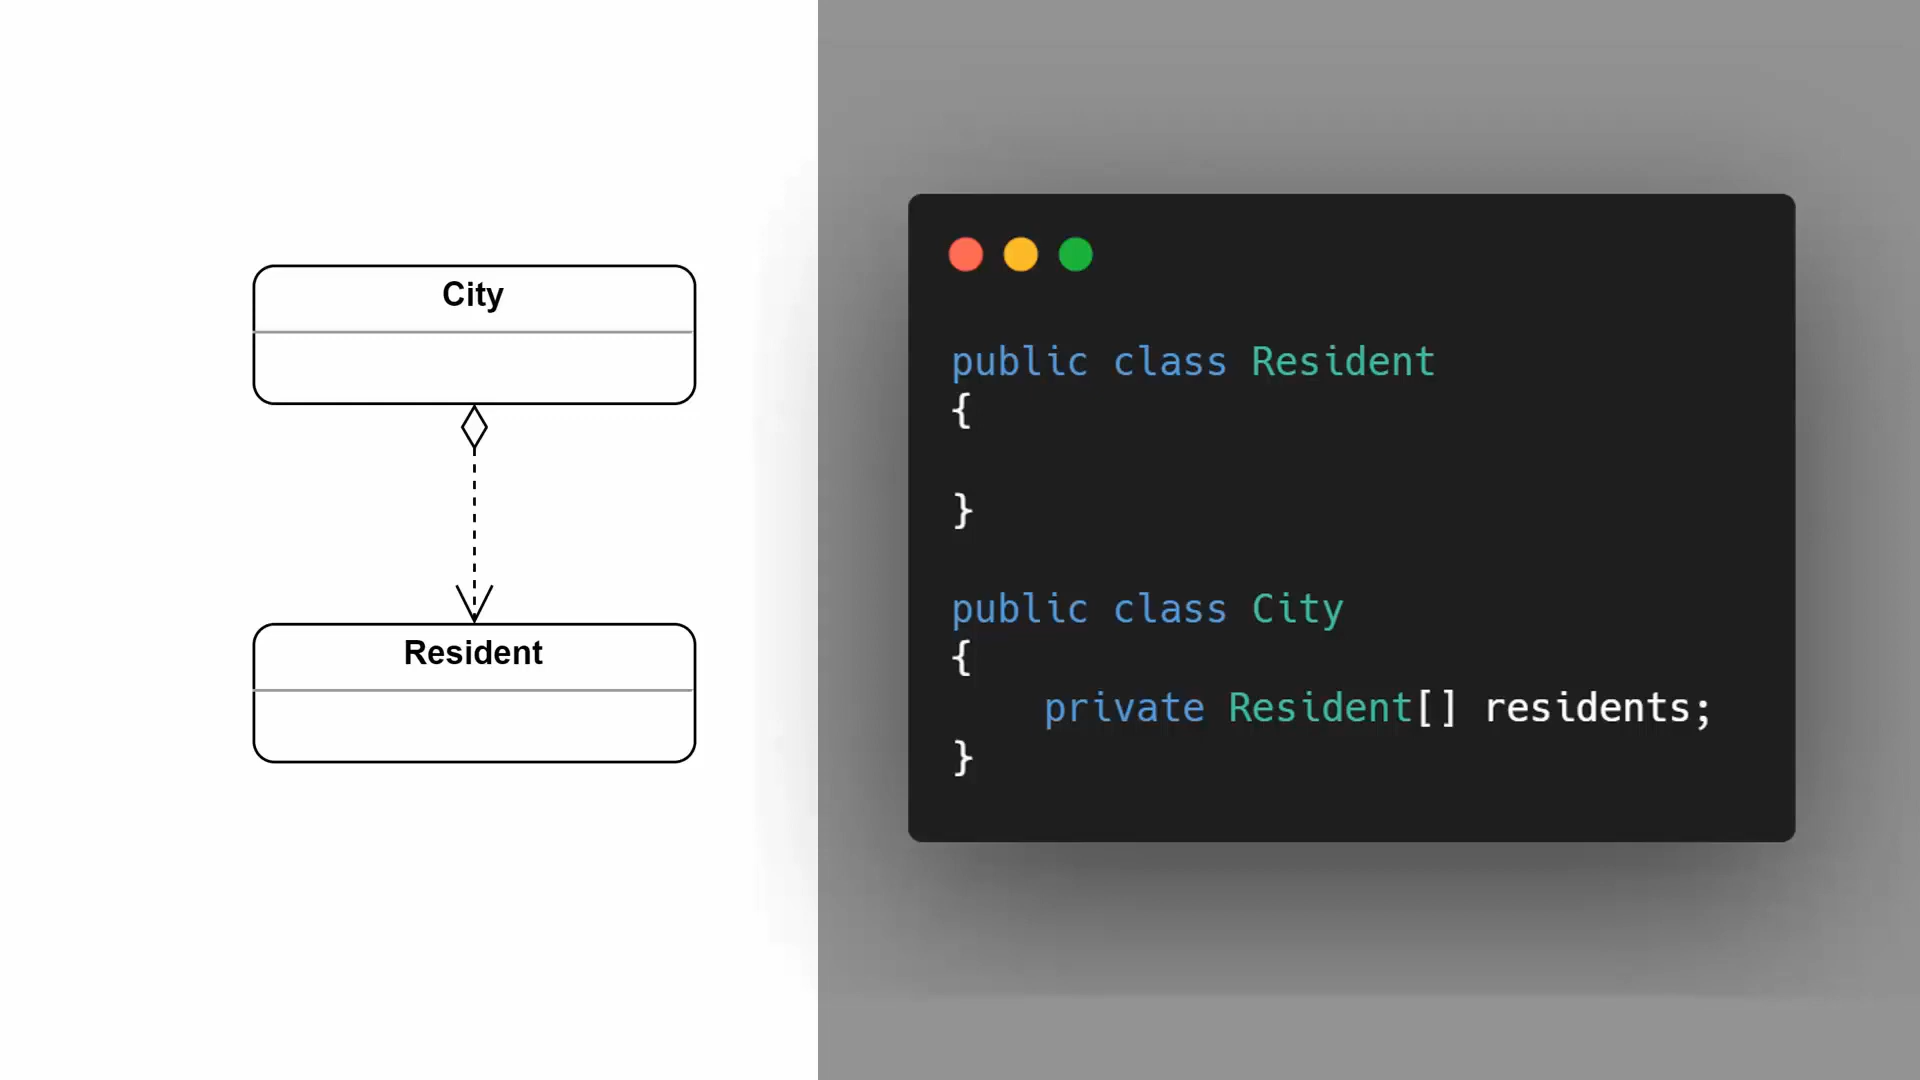 City
Resident
public class Resident
{
}
public class City
{
    private Resident[] residents;
}